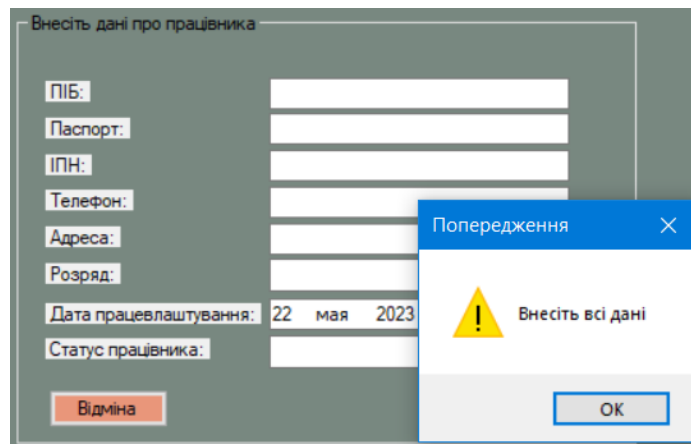 Внесіть дані про працівника
ПІБ:
Паспорт:
ІПН:
Телефон:
Адреса:
Розряд:
Дата працевлаштування: 22 мая 2023
Статус працівника:
Відміна
Попередження
Внесіть всі дані
OK